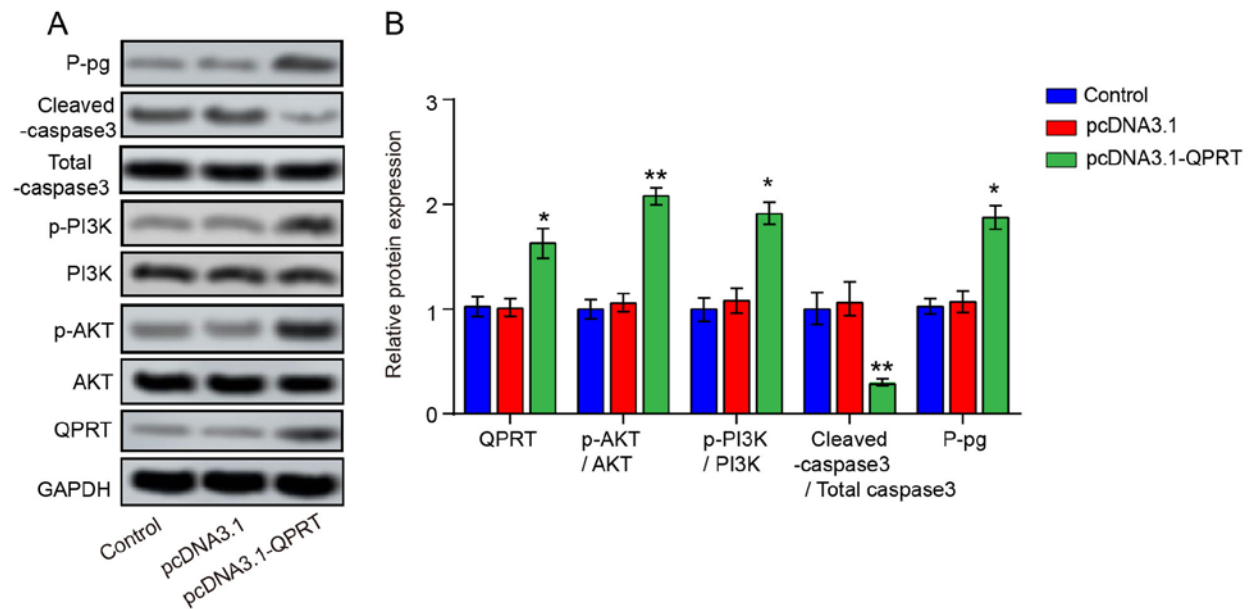 A
P-pg
Cleaved
-caspase3
Total
-caspase3
p-PI3K
PI3K
p-AKT
AKT
QPRT
GAPDH
Control
pcDNA3.1
pcDNA3.1-QPRT
B
Relative protein expression
3
2
1
0
*
**
*
**
*
QPRT
p-AKT
/ AKT
p-PI3K
/ PI3K
Cleaved
-caspase3
/ Total caspase3
P-pg
Control
pcDNA3.1
pcDNA3.1-QPRT